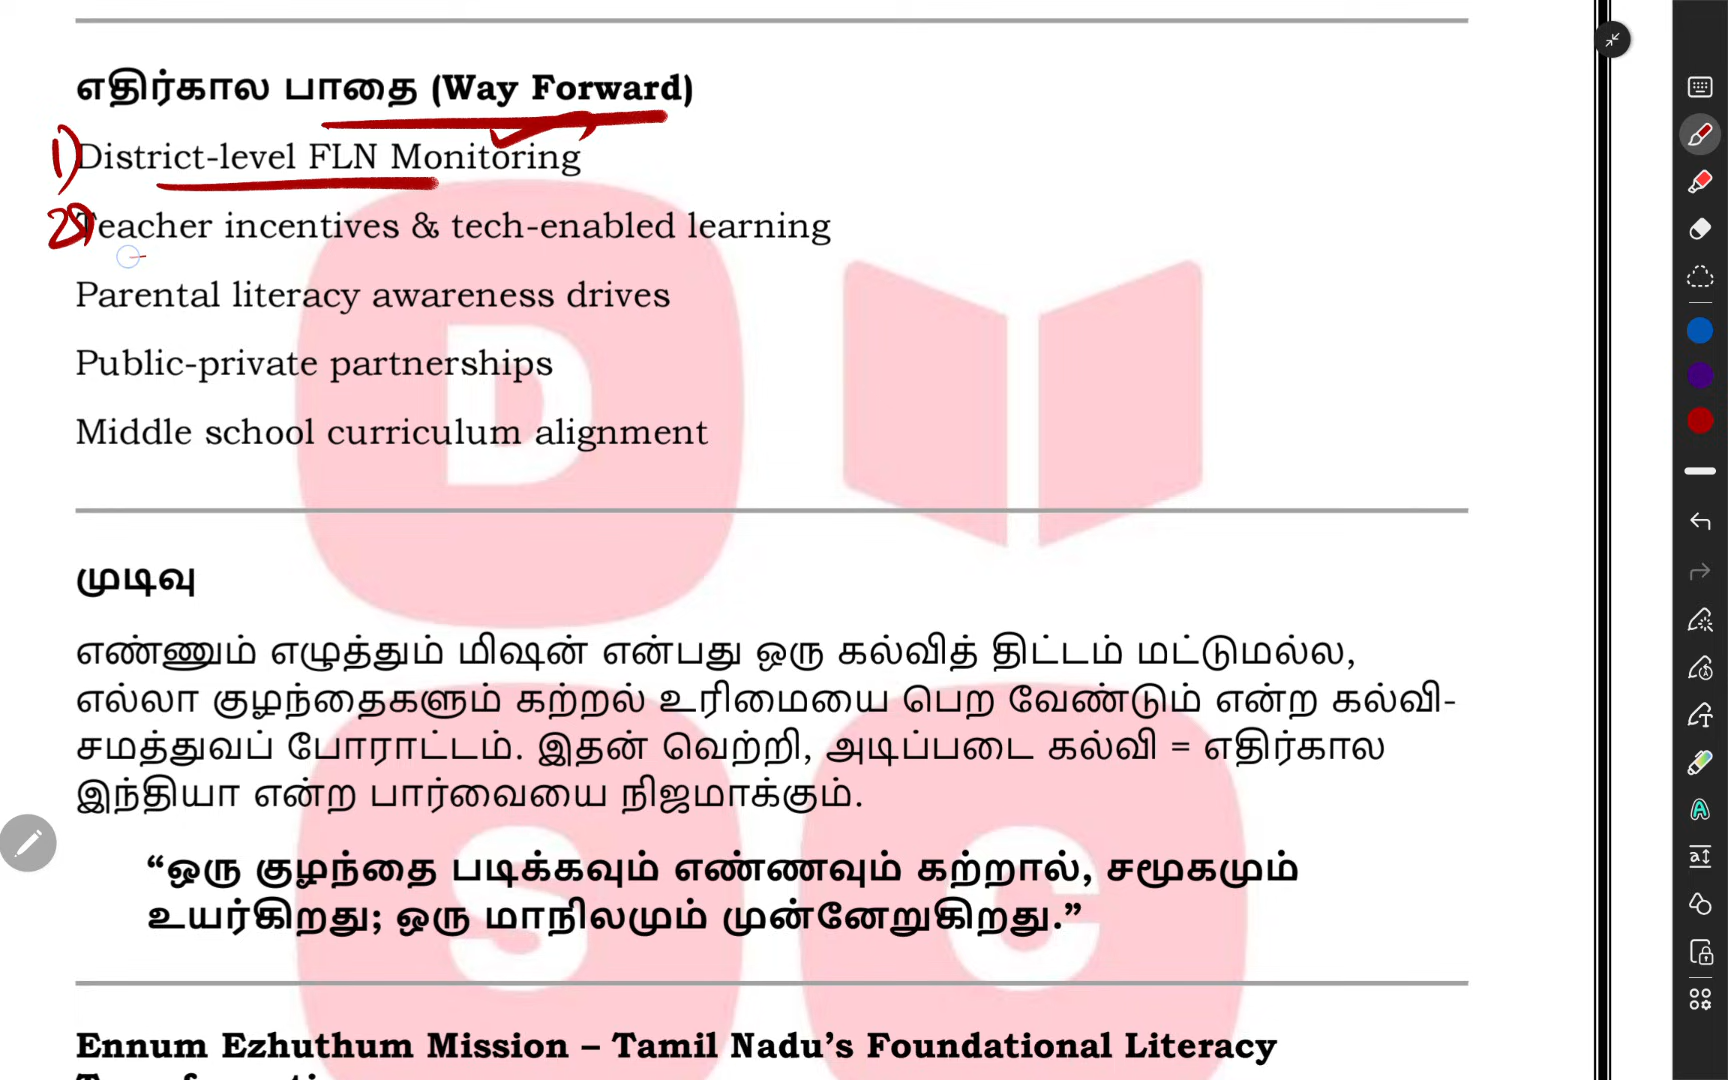 எதிர்கால பாதை (Way Forward)
1) District-level FLN Monitoring
2) Teacher incentives & tech-enabled learning
Parental literacy awareness drives
Public-private partnerships
Middle school curriculum alignment
முடிவு
எண்ணும் எழுத்தும் மிஷன் என்பது ஒரு கல்வித் திட்டம் மட்டுமல்ல,
எல்லா குழந்தைகளும் கற்றல் உரிமையை பெற வேண்டும் என்ற கல்வி-
சமத்துவப் போராட்டம். இதன் வெற்றி, அடிப்படை கல்வி = எதிர்கால
இந்தியா என்ற பார்வையை நிஜமாக்கும்.
“ஒரு குழந்தை படிக்கவும் எண்ணவும் கற்றால், சமூகமும்
உயர்கிறது; ஒரு மாநிலமும் முன்னேறுகிறது.”
Ennum Ezhuthum Mission – Tamil Nadu’s Foundational Literacy
D
S C